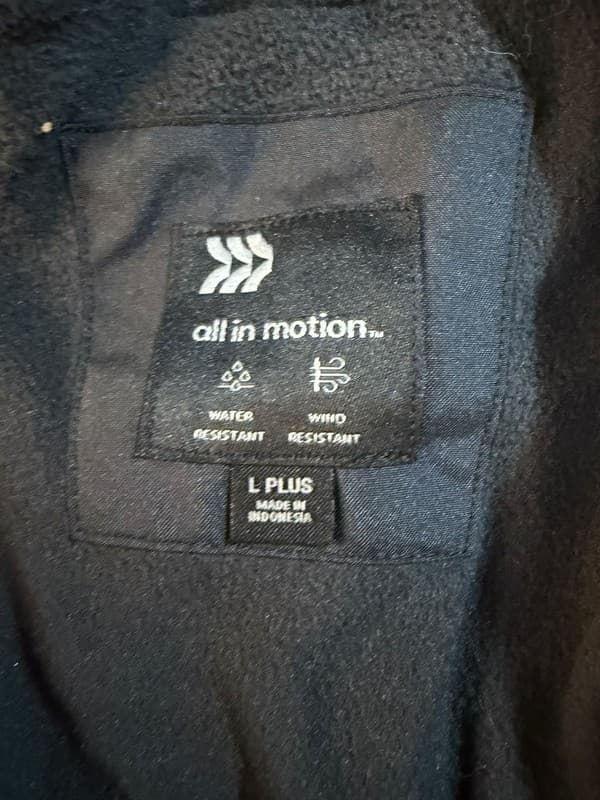 all in motion™
WATER RESISTANT
WIND RESISTANT
L PLUS
MADE IN
INDONESIA